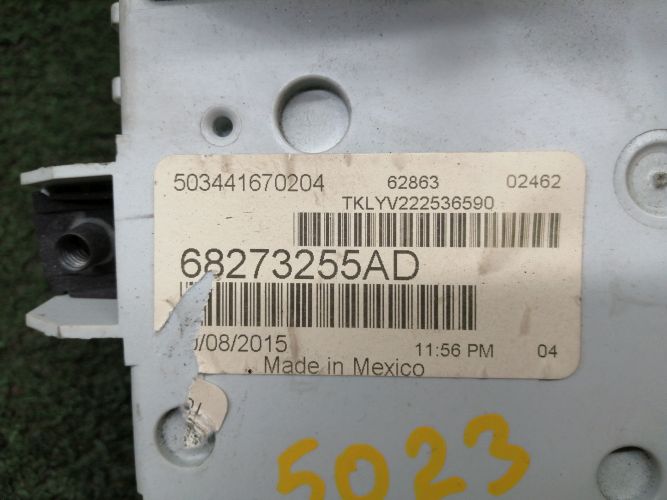 503441670204 62863 02462
TKLYV222536590
68273255AD
/08/2015 11:56 PM 04
Made in Mexico
5023